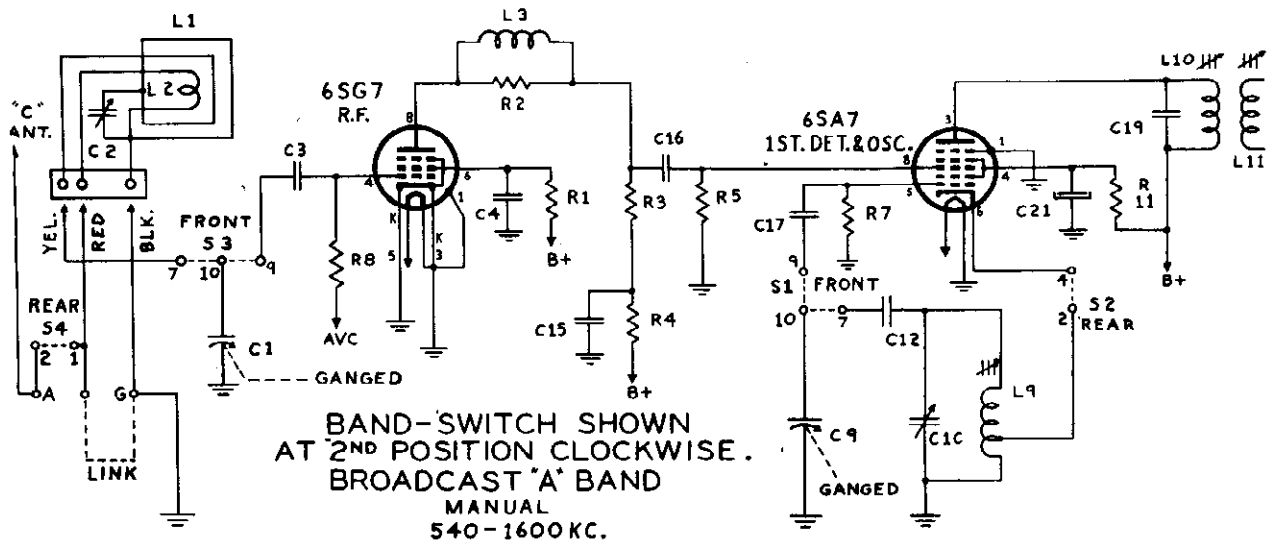 L1
L3
L2
R2
"C"
ANT.
C2
6SG7
R.F.
8
C3
4
6
1
K
5
K
3
C4
R1
B+
C16
R3
R5
6SA7
1ST. DET. & OSC.
3
1
8
5
4
6
C17
R7
C21
R
11
L10
C19
L11
B+
YEL.
RED
BLK.
FRONT
S3
7
10
9
R8
AVC
C15
R4
B+
REAR
S4
2
1
C1
GANGED
A
G
LINK
9
S1
FRONT
10
7
C12
4
S2
REAR
2
L9
C9
GANGED
C1C
BAND-SWITCH SHOWN
AT 2ND POSITION CLOCKWISE.
BROADCAST "A" BAND
MANUAL
540-1600 KC.